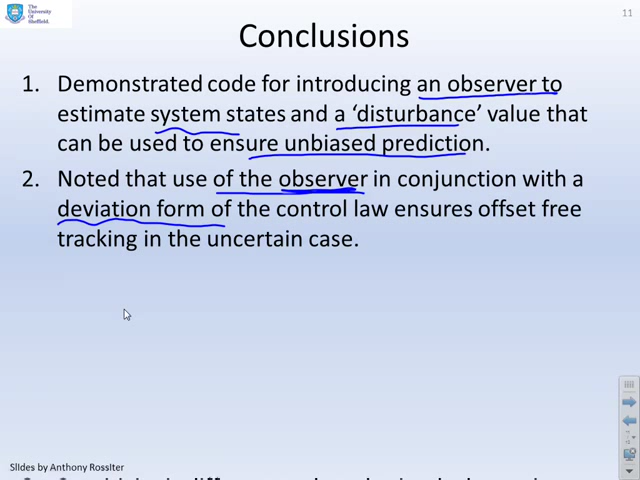 The
University
Of
Sheffield.
11
Conclusions
1. Demonstrated code for introducing an observer to
estimate system states and a ‘disturbance’ value that
can be used to ensure unbiased prediction.
2. Noted that use of the observer in conjunction with a
deviation form of the control law ensures offset free
tracking in the uncertain case.
Slides by Anthony Rossiter